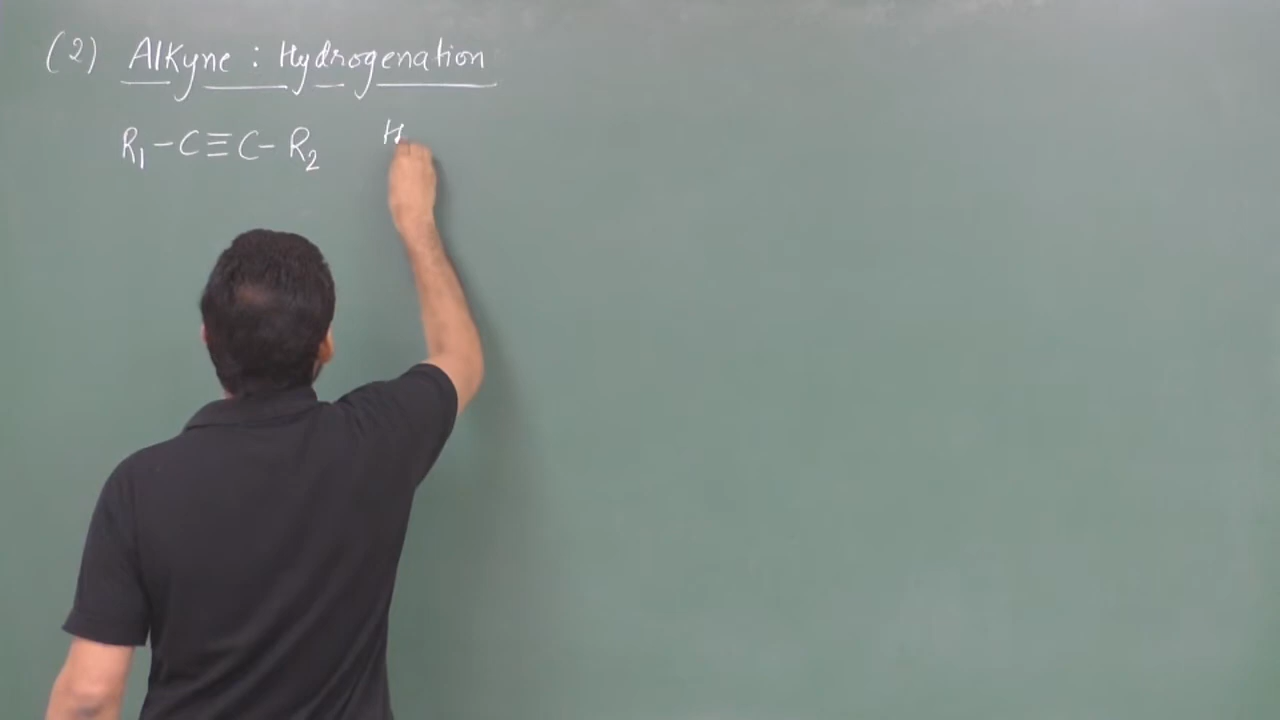 (2) Alkyne : Hydrogenation
R₁-C≡C-R₂ H